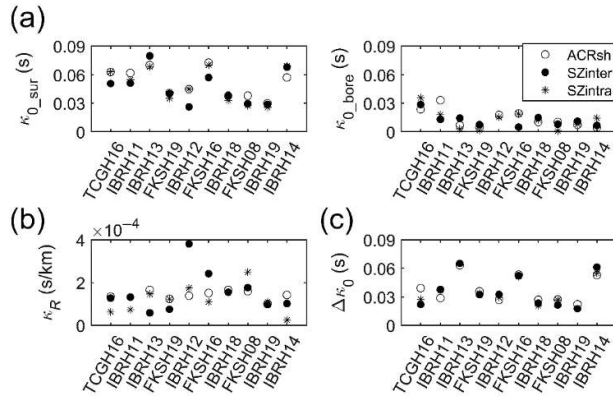 (a)
κ0_sur (s)
0.09
0.06
0.03
0
TCGH16
IBRH11
IBRH13
FKSH19
IBRH12
FKSH16
IBRH18
FKSH08
IBRH19
IBRH14
κ0_bore (s)
0.09
0.06
0.03
0
ACRsh
SZinter
SZintra
TCGH16
IBRH11
IBRH13
FKSH19
IBRH12
FKSH16
IBRH18
FKSH08
IBRH19
IBRH14
(b)
×10⁻⁴
κR (s/km)
4
2
0
TCGH16
IBRH11
IBRH13
FKSH19
IBRH12
FKSH16
IBRH18
FKSH08
IBRH19
IBRH14
(c)
Δκ0 (s)
0.09
0.06
0.03
0
TCGH16
IBRH11
IBRH13
FKSH19
IBRH12
FKSH16
IBRH18
FKSH08
IBRH19
IBRH14